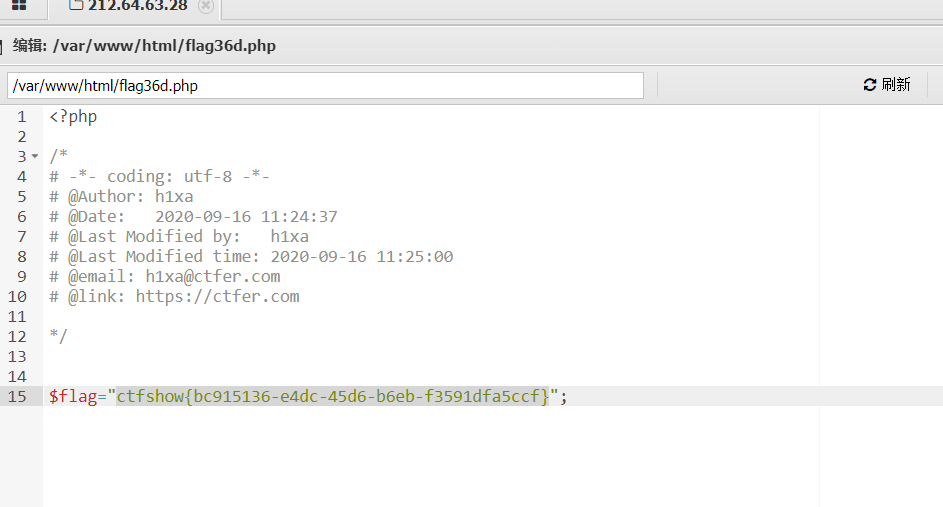 212.64.63.28
编辑: /var/www/html/flag36d.php
/var/www/html/flag36d.php
刷新
1 <?php
2
3 /*
4 # -*- coding: utf-8 -*-
5 # @Author: h1xa
6 # @Date:   2020-09-16 11:24:37
7 # @Last Modified by:   h1xa
8 # @Last Modified time: 2020-09-16 11:25:00
9 # @email: h1xa@ctfer.com
10 # @link: https://ctfer.com
11
12 */
13
14
15 $flag="ctfshow{bc915136-e4dc-45d6-b6eb-f3591dfa5ccf}";